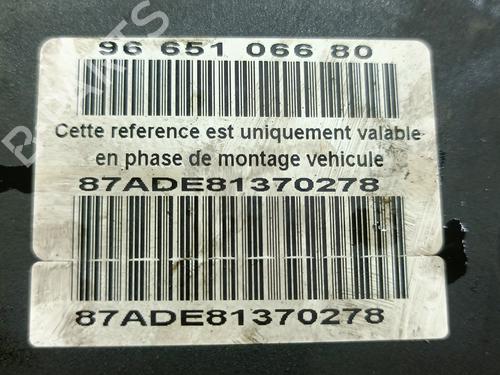 96 651 066 80
Cette reference est uniquement valable
en phase de montage vehicule
87ADE81370278
87ADE81370278